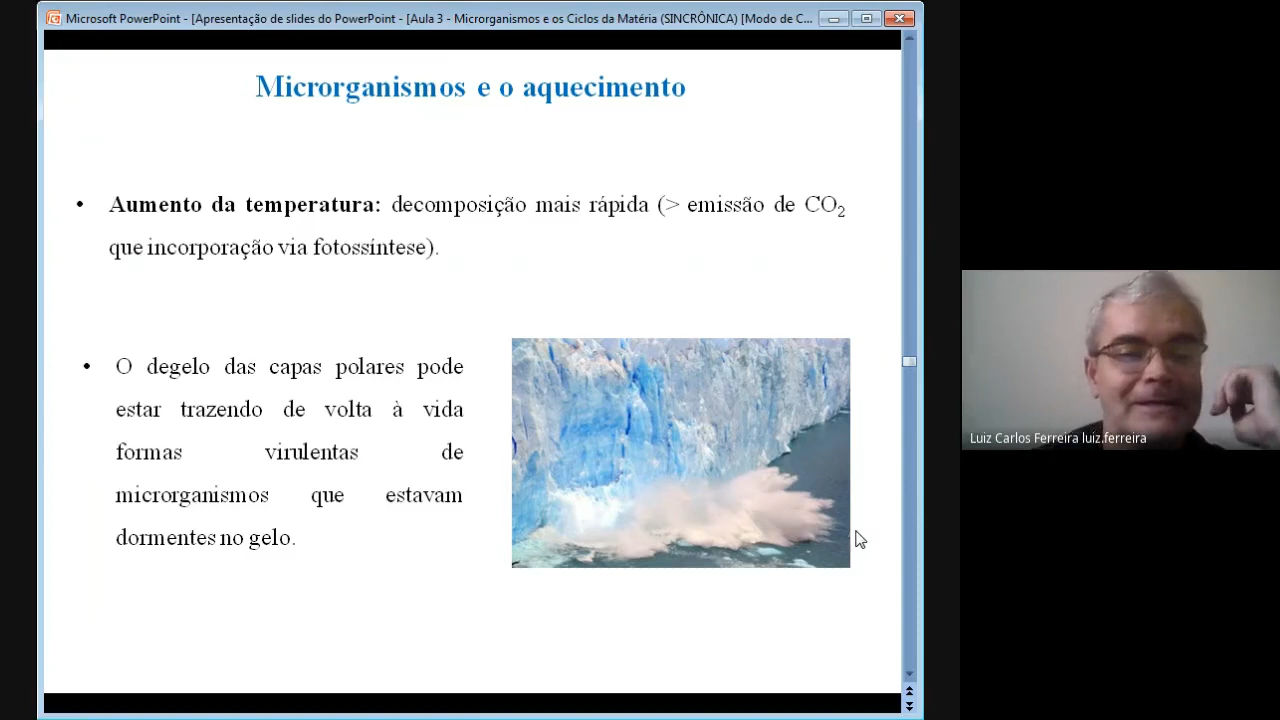 Microsoft PowerPoint - [Apresentação de slides do PowerPoint - [Aula 3 - Microrganismos e os Ciclos da Matéria (SINCRÔNICA) [Modo de C...
Microrganismos e o aquecimento
• Aumento da temperatura: decomposição mais rápida (> emissão de CO₂
que incorporação via fotossíntese).
• O degelo das capas polares pode
estar trazendo de volta à vida
formas virulentas de
microrganismos que estavam
dormentes no gelo.
Luiz Carlos Ferreira luiz.ferreira